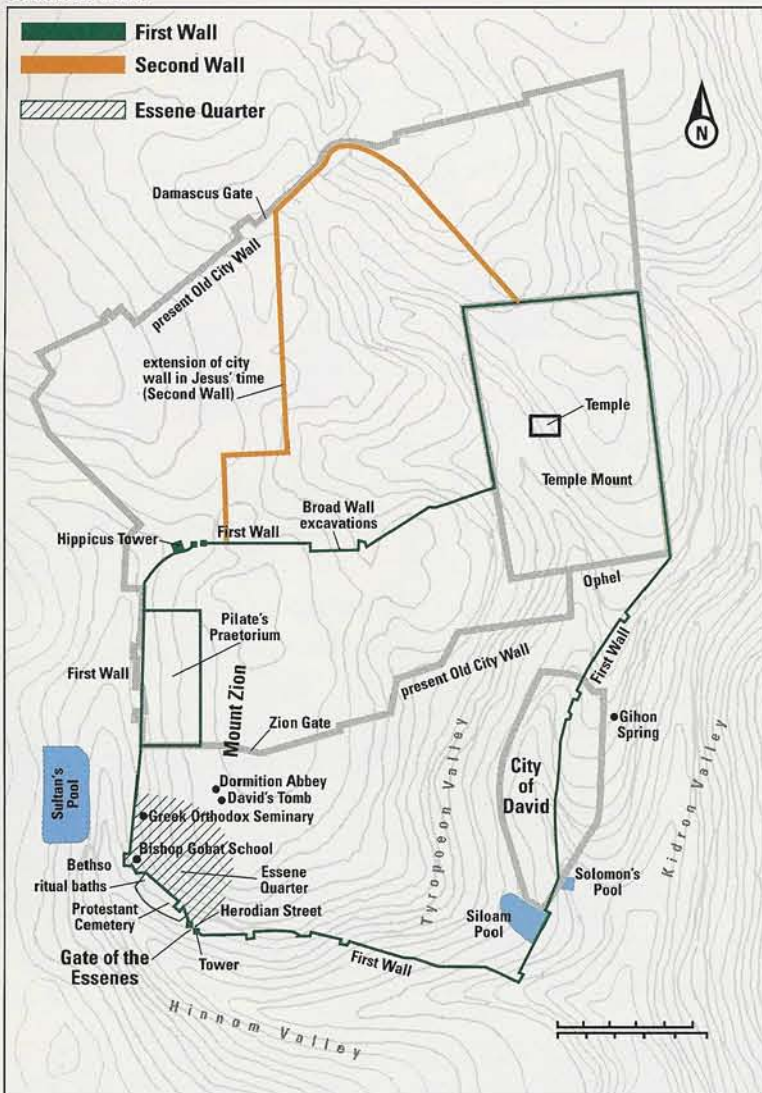 First Wall
Second Wall
Essene Quarter
N
Damascus Gate
present Old City Wall
extension of city
wall in Jesus' time
(Second Wall)
Temple
Temple Mount
Broad Wall
excavations
First Wall
Hippicus Tower
Ophel
Pilate's
Praetorium
First Wall
First Wall
Mount Zion
present Old City Wall
Zion Gate
Gihon
Spring
Sultan's
Pool
Dormition Abbey
David's Tomb
Greek Orthodox Seminary
City
of
David
Tyropoeon Valley
Kidron Valley
Bishop Gobat School
Bethso
ritual baths
Essene
Quarter
Solomon's
Pool
Protestant
Cemetery
Herodian Street
Siloam
Pool
Gate of the
Essenes
Tower
First Wall
Hinnom Valley